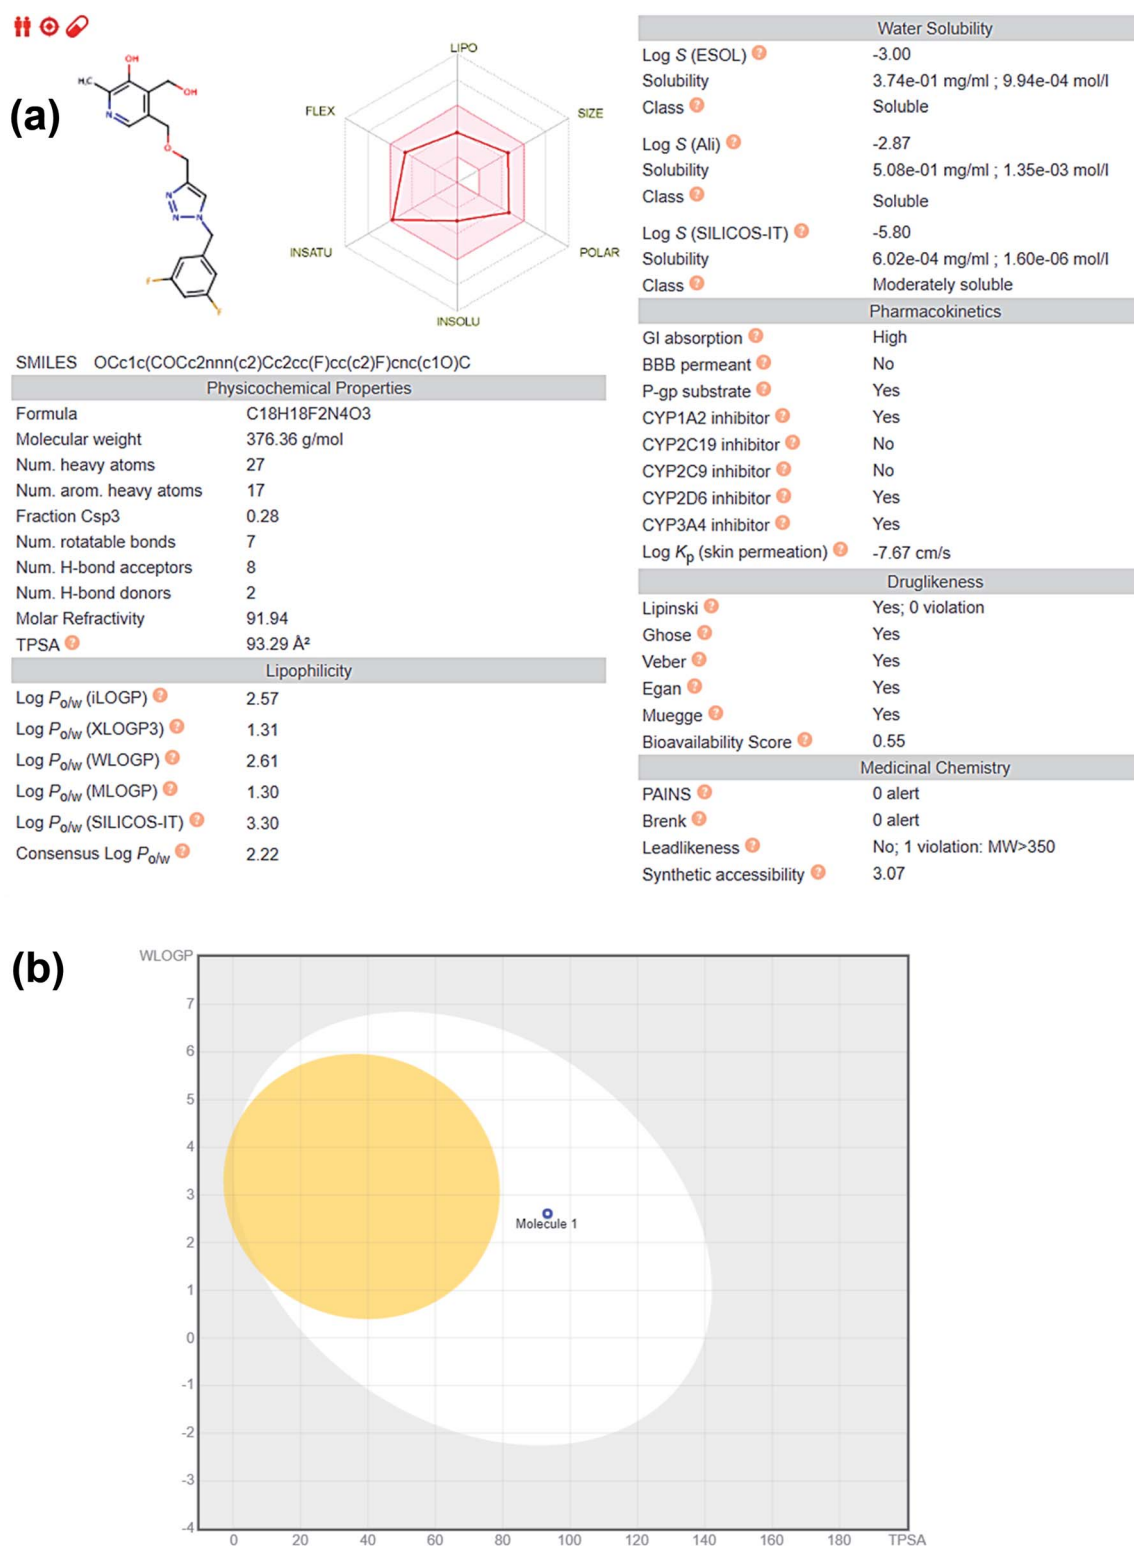 (a)
OH
H₃C
OH
N
O
N
N
N
F
F
LIPO
FLEX
SIZE
INSATU
POLAR
INSOLU
SMILES OCc1c(COCc2nnn(c2)Cc2cc(F)cc(c2)F)cnc(c1O)C
Physicochemical Properties
Formula C18H18F2N4O3
Molecular weight 376.36 g/mol
Num. heavy atoms 27
Num. arom. heavy atoms 17
Fraction Csp3 0.28
Num. rotatable bonds 7
Num. H-bond acceptors 8
Num. H-bond donors 2
Molar Refractivity 91.94
TPSA ? 93.29 Å²
Lipophilicity
Log Po/w (iLOGP) ? 2.57
Log Po/w (XLOGP3) ? 1.31
Log Po/w (WLOGP) ? 2.61
Log Po/w (MLOGP) ? 1.30
Log Po/w (SILICOS-IT) ? 3.30
Consensus Log Po/w ? 2.22
Water Solubility
Log S (ESOL) ? -3.00
Solubility 3.74e-01 mg/ml ; 9.94e-04 mol/l
Class ? Soluble
Log S (Ali) ? -2.87
Solubility 5.08e-01 mg/ml ; 1.35e-03 mol/l
Class ? Soluble
Log S (SILICOS-IT) ? -5.80
Solubility 6.02e-04 mg/ml ; 1.60e-06 mol/l
Class ? Moderately soluble
Pharmacokinetics
GI absorption ? High
BBB permeant ? No
P-gp substrate ? Yes
CYP1A2 inhibitor ? Yes
CYP2C19 inhibitor ? No
CYP2C9 inhibitor ? No
CYP2D6 inhibitor ? Yes
CYP3A4 inhibitor ? Yes
Log Kp (skin permeation) ? -7.67 cm/s
Druglikeness
Lipinski ? Yes; 0 violation
Ghose ? Yes
Veber ? Yes
Egan ? Yes
Muegge ? Yes
Bioavailability Score ? 0.55
Medicinal Chemistry
PAINS ? 0 alert
Brenk ? 0 alert
Leadlikeness ? No; 1 violation: MW>350
Synthetic accessibility ? 3.07
(b)
WLOGP
7
6
5
4
3
2
1
0
-1
-2
-3
-4
Molecule 1
0 20 40 60 80 100 120 140 160 180 TPSA